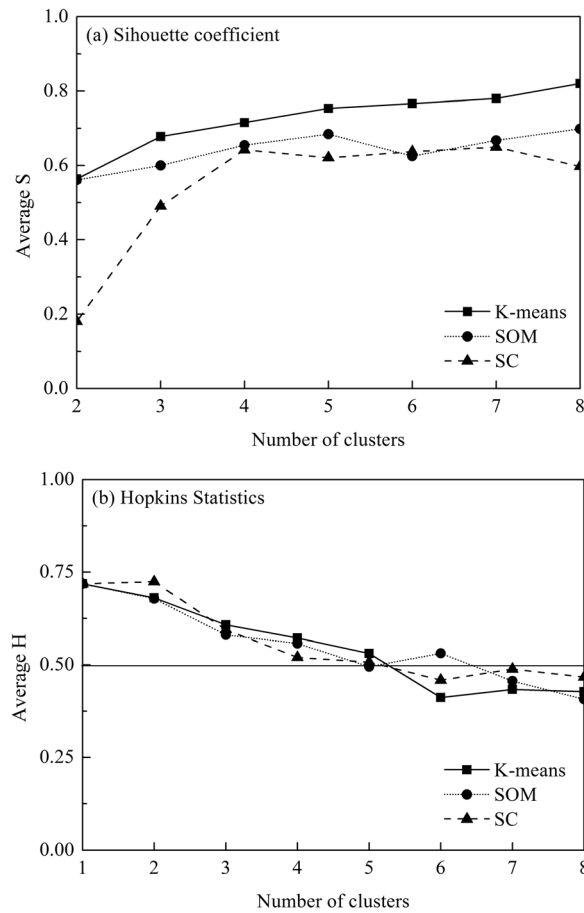 (a) Sihouette coefficient
1.0
0.8
0.6
0.4
0.2
0.0
Average S
K-means
SOM
SC
2 3 4 5 6 7 8
Number of clusters
(b) Hopkins Statistics
1.00
0.75
0.50
0.25
0.00
Average H
K-means
SOM
SC
1 2 3 4 5 6 7 8
Number of clusters